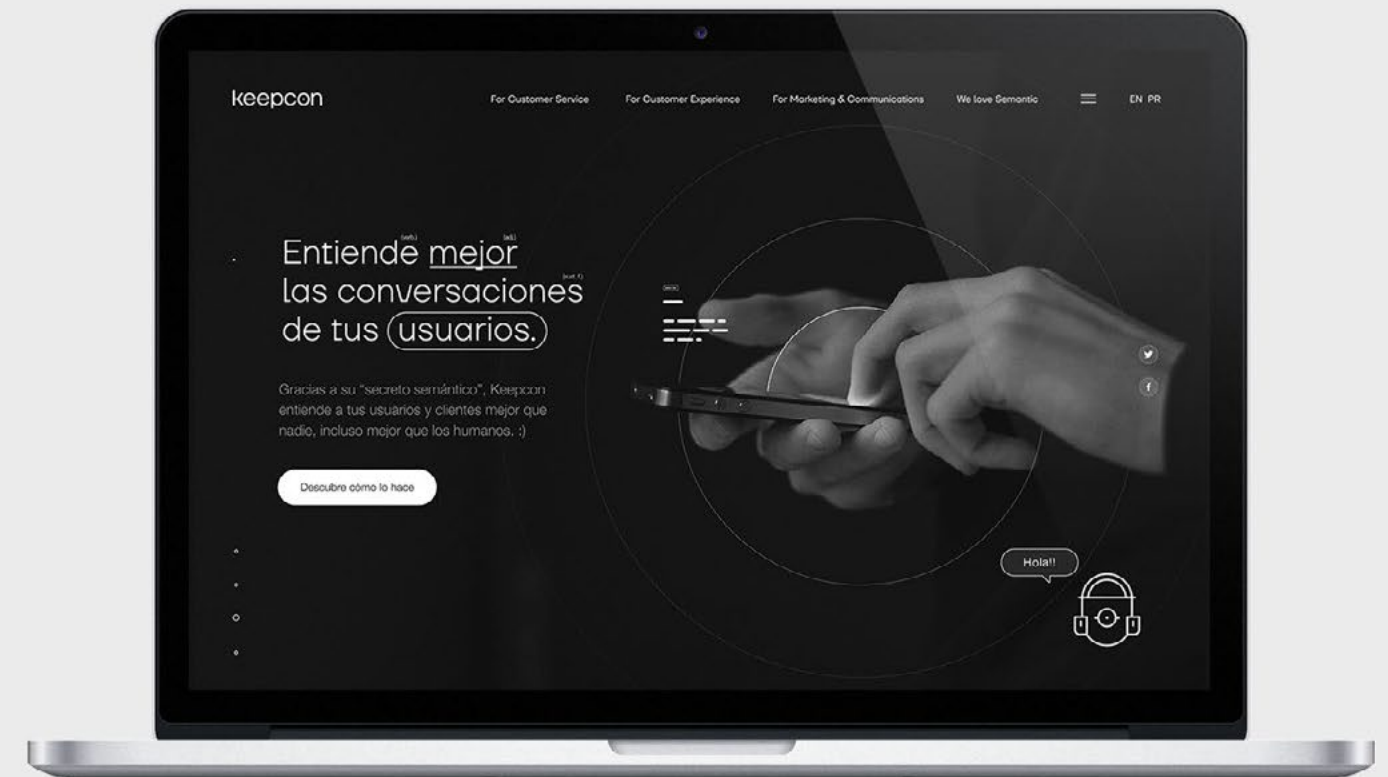 keepcon
For Customer Service
For Customer Experience
For Marketing & Communications
We love Semantic
EN PR
Entiende mejor
las conversaciones
de tus usuarios.
Gracias a su "secreto semántico", Keepcon
entiende a tus usuarios y clientes mejor que
nadie, incluso mejor que los humanos. :)
Descubre cómo lo hace
Hola!!